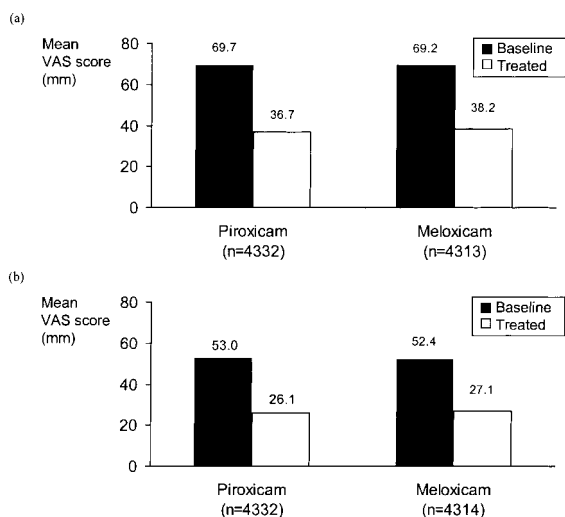 (a)
Mean
VAS score
(mm)
80
60
40
20
0
69.7
36.7
69.2
38.2
Baseline
Treated
Piroxicam
(n=4332)
Meloxicam
(n=4313)
(b)
Mean
VAS score
(mm)
80
60
40
20
0
53.0
26.1
52.4
27.1
Baseline
Treated
Piroxicam
(n=4332)
Meloxicam
(n=4314)